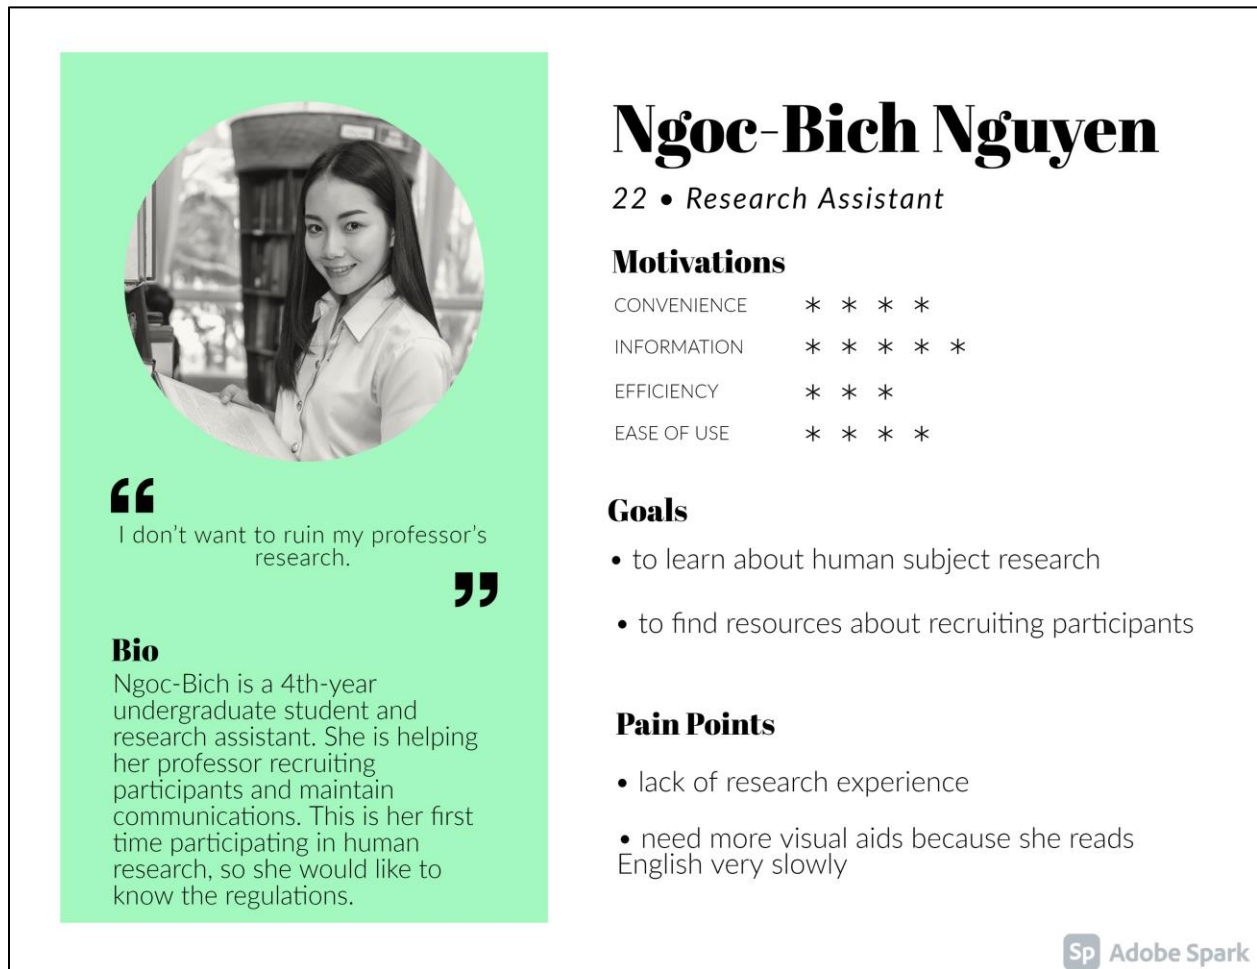 “
I don’t want to ruin my professor’s
research.
”
Bio
Ngoc-Bich is a 4th-year
undergraduate student and
research assistant. She is helping
her professor recruiting
participants and maintain
communications. This is her first
time participating in human
research, so she would like to
know the regulations.
Ngoc-Bich Nguyen
22 • Research Assistant
Motivations
CONVENIENCE * * * *
INFORMATION * * * * *
EFFICIENCY * * *
EASE OF USE * * * *
Goals
• to learn about human subject research
• to find resources about recruiting participants
Pain Points
• lack of research experience
• need more visual aids because she reads
English very slowly
Sp Adobe Spark